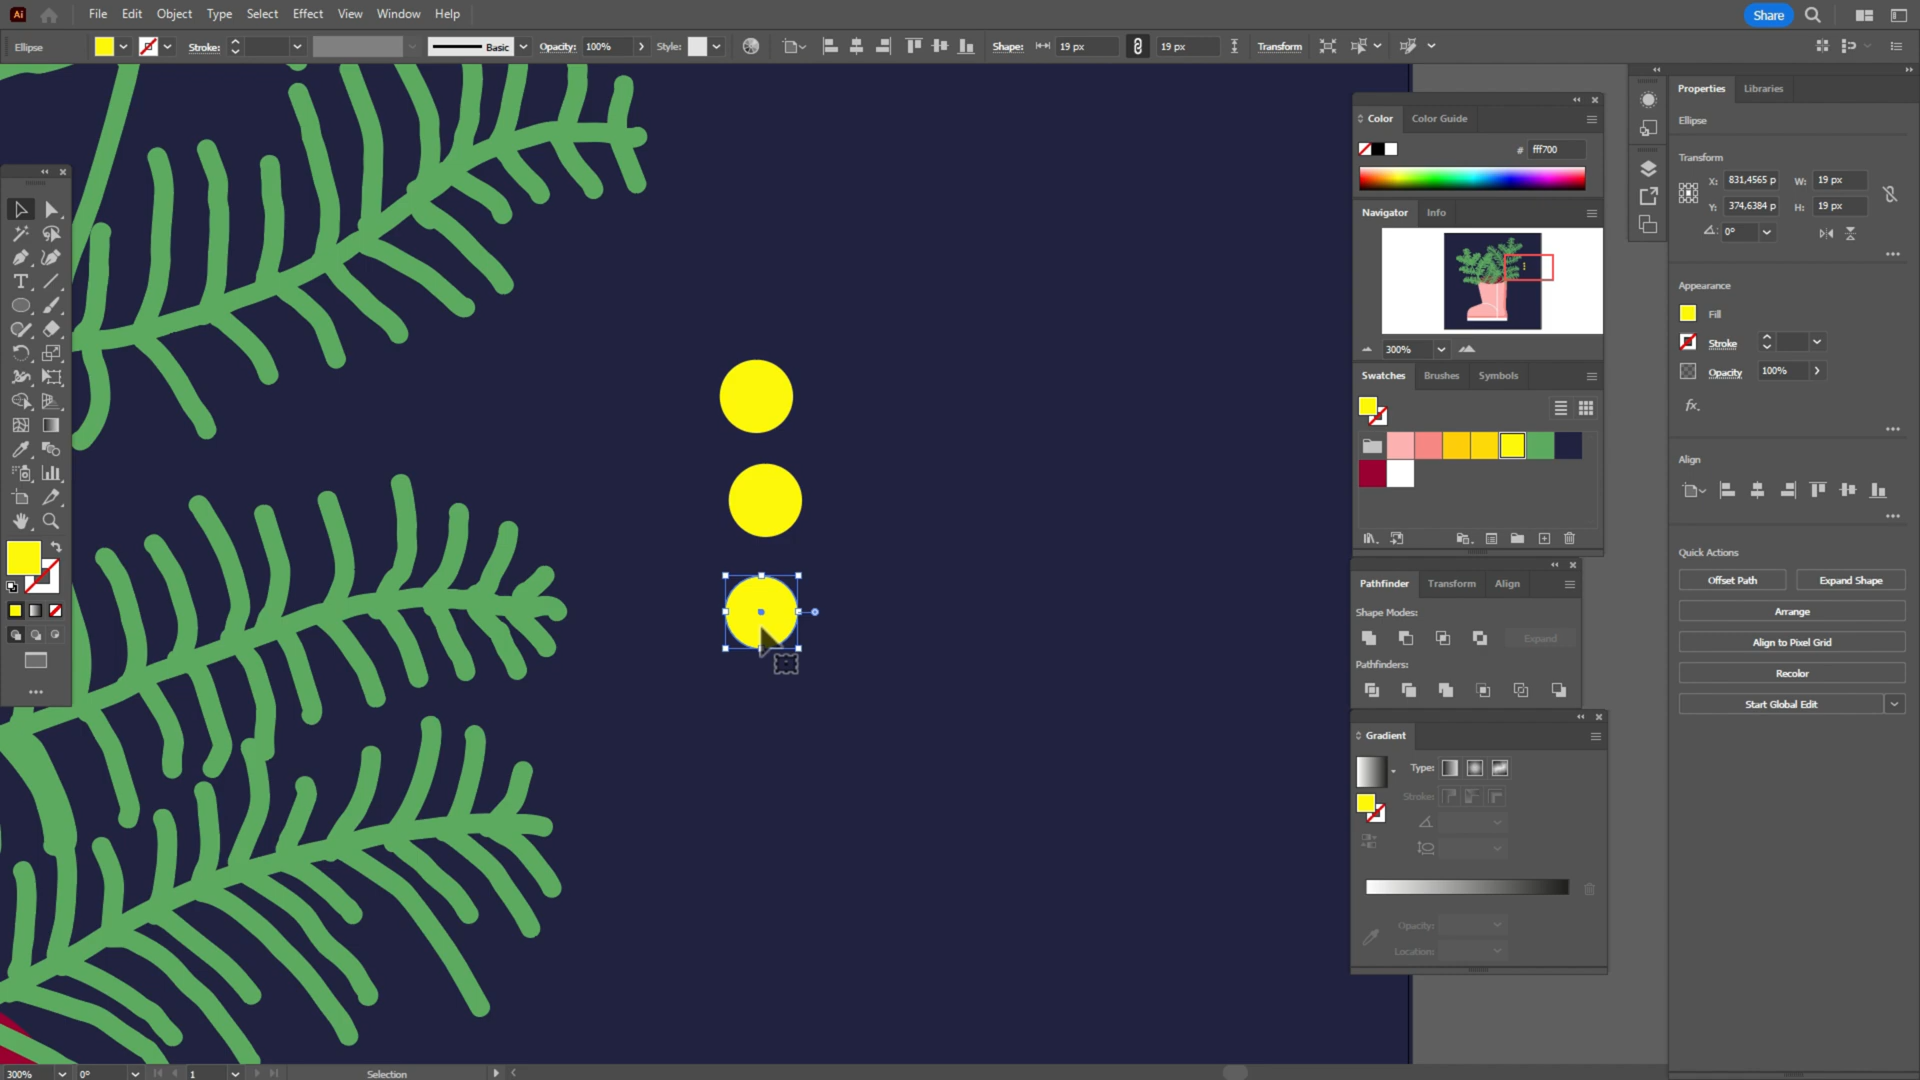 Ai File Edit Object Type Select Effect View Window Help Share
Ellipse Stroke: Basic Opacity: 100% Style: Shape: 19 px 19 px Transform
Properties Libraries
Color Color Guide
Ellipse
# fff700
Transform
X: 831,4565 p W: 19 px
Y: 374,6384 p H: 19 px
0°
Navigator Info
Appearance
Fill
Stroke
Opacity 100%
300%
Swatches Brushes Symbols
fx.
Align
Quick Actions
Offset Path Expand Shape
Arrange
Align to Pixel Grid
Recolor
Start Global Edit
Pathfinder Transform Align
Shape Modes:
Expand
Pathfinders:
Gradient
Type:
Stroke:
Opacity:
Location:
300% 0° 1 Selection